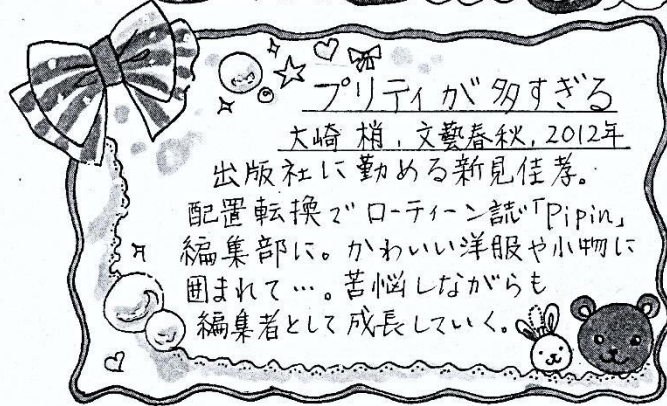 プリティが多すぎる
大崎梢, 文藝春秋, 2012年
出版社に勤める新見佳孝。
配置転換でローティーン誌「Pipin」
編集部に。かわいい洋服や小物に
囲まれて…。苦悩しながらも
編集者として成長していく。